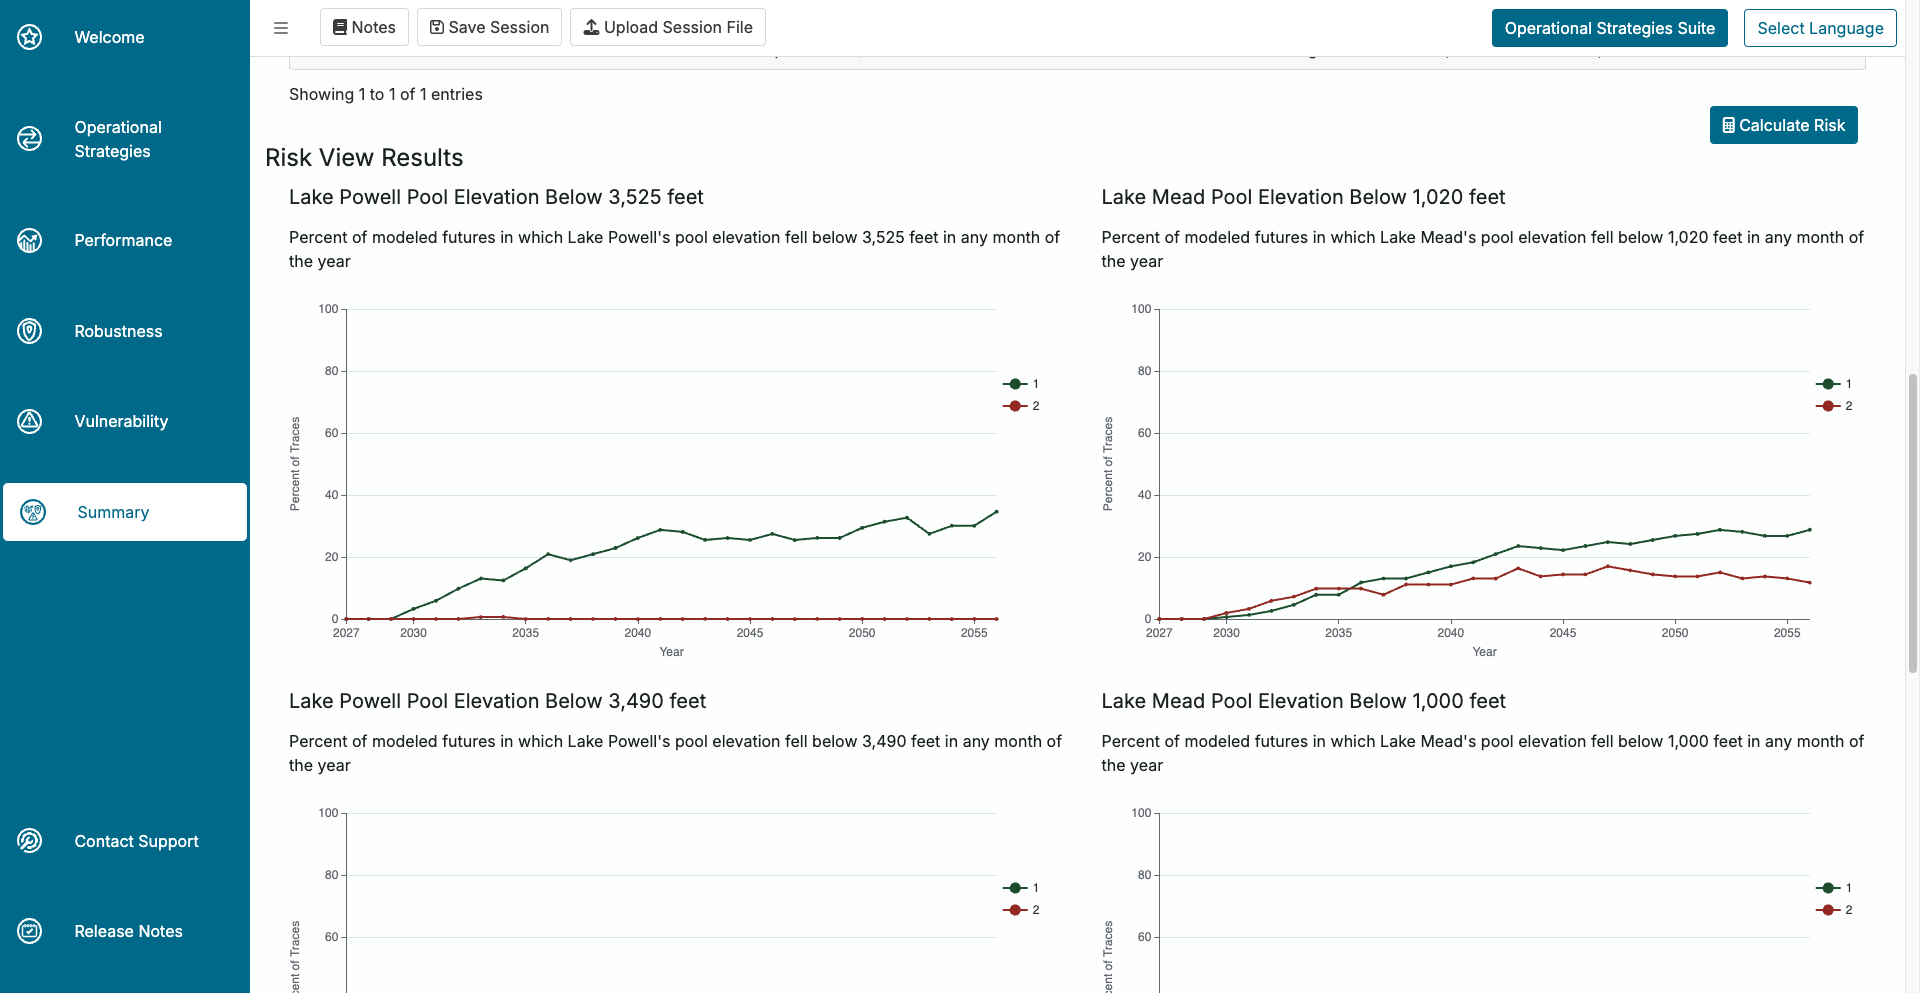 Welcome
Operational
Strategies
Performance
Robustness
Vulnerability
Summary
Contact Support
Release Notes
Notes
Save Session
Upload Session File
Operational Strategies Suite
Select Language
Showing 1 to 1 of 1 entries
Calculate Risk
Risk View Results
Lake Powell Pool Elevation Below 3,525 feet
Percent of modeled futures in which Lake Powell's pool elevation fell below 3,525 feet in any month of
the year
100
80
60
40
20
0
Percent of Traces
2027 2030 2035 2040 2045 2050 2055
Year
1
2
Lake Mead Pool Elevation Below 1,020 feet
Percent of modeled futures in which Lake Mead's pool elevation fell below 1,020 feet in any month of
the year
100
80
60
40
20
0
Percent of Traces
2027 2030 2035 2040 2045 2050 2055
Year
1
2
Lake Powell Pool Elevation Below 3,490 feet
Percent of modeled futures in which Lake Powell's pool elevation fell below 3,490 feet in any month of
the year
100
80
60
cent of Traces
1
2
Lake Mead Pool Elevation Below 1,000 feet
Percent of modeled futures in which Lake Mead's pool elevation fell below 1,000 feet in any month of
the year
100
80
60
cent of Traces
1
2